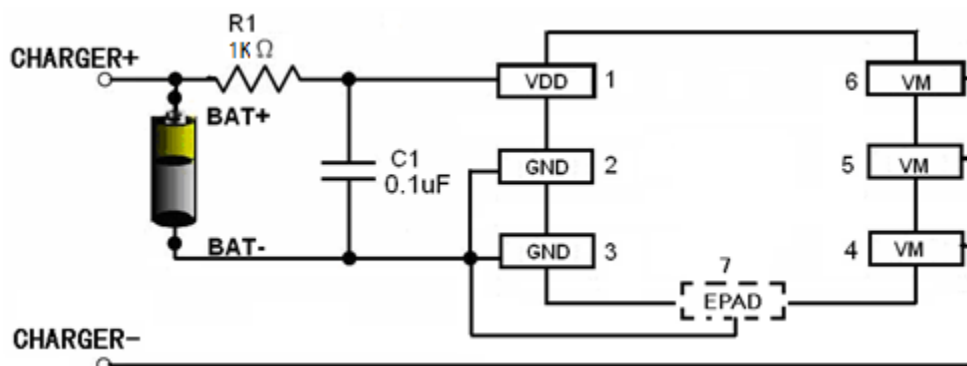 R1
1K Ω
CHARGER+
VDD 1
6 VM
BAT+
C1
0.1uF
GND 2
5 VM
BAT-
GND 3
4 VM
7
EPAD
CHARGER-